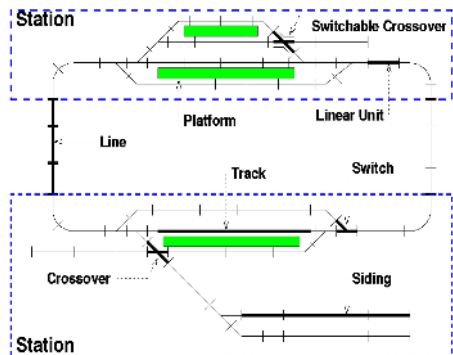 Station
Switchable Crossover
Platform
Linear Unit
Line
Track
Switch
Crossover
Siding
Station